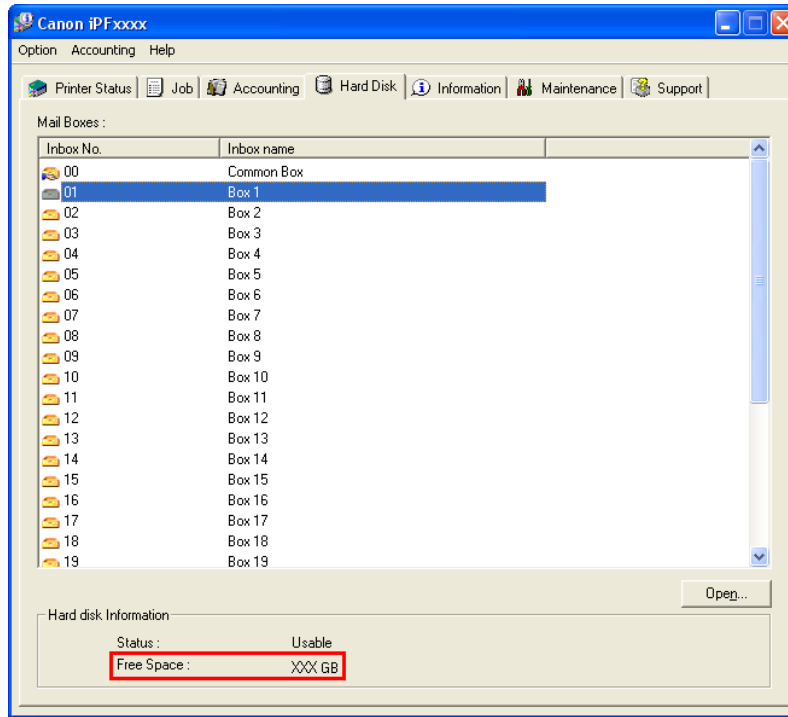 Canon iPFxxxx
Option Accounting Help
Printer Status Job Accounting Hard Disk Information Maintenance Support
Mail Boxes :
Inbox No. Inbox name
00 Common Box
01 Box 1
02 Box 2
03 Box 3
04 Box 4
05 Box 5
06 Box 6
07 Box 7
08 Box 8
09 Box 9
10 Box 10
11 Box 11
12 Box 12
13 Box 13
14 Box 14
15 Box 15
16 Box 16
17 Box 17
18 Box 18
19 Box 19
Open...
Hard disk Information
Status : Usable
Free Space : XXX GB